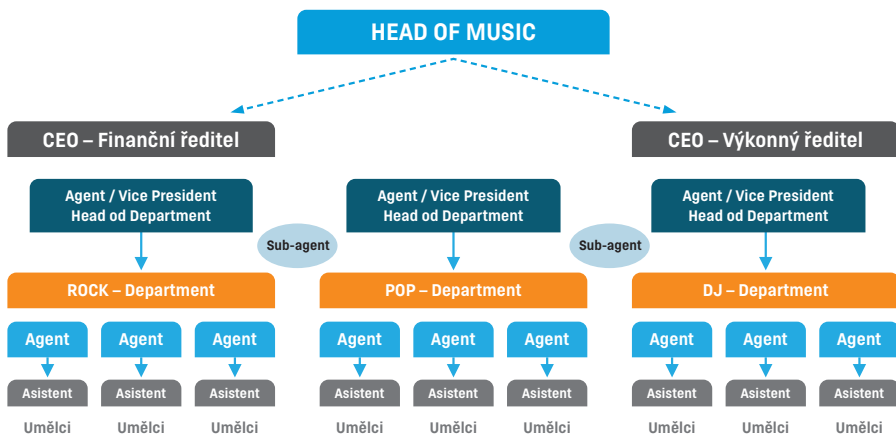 HEAD OF MUSIC
CEO – Finanční ředitel
CEO – Výkonný ředitel
Agent / Vice President
Head od Department
Agent / Vice President
Head od Department
Agent / Vice President
Head od Department
Sub-agent
Sub-agent
ROCK – Department
POP – Department
DJ – Department
Agent
Agent
Agent
Agent
Agent
Agent
Agent
Agent
Agent
Asistent
Asistent
Asistent
Asistent
Asistent
Asistent
Asistent
Asistent
Asistent
Umělci
Umělci
Umělci
Umělci
Umělci
Umělci
Umělci
Umělci
Umělci